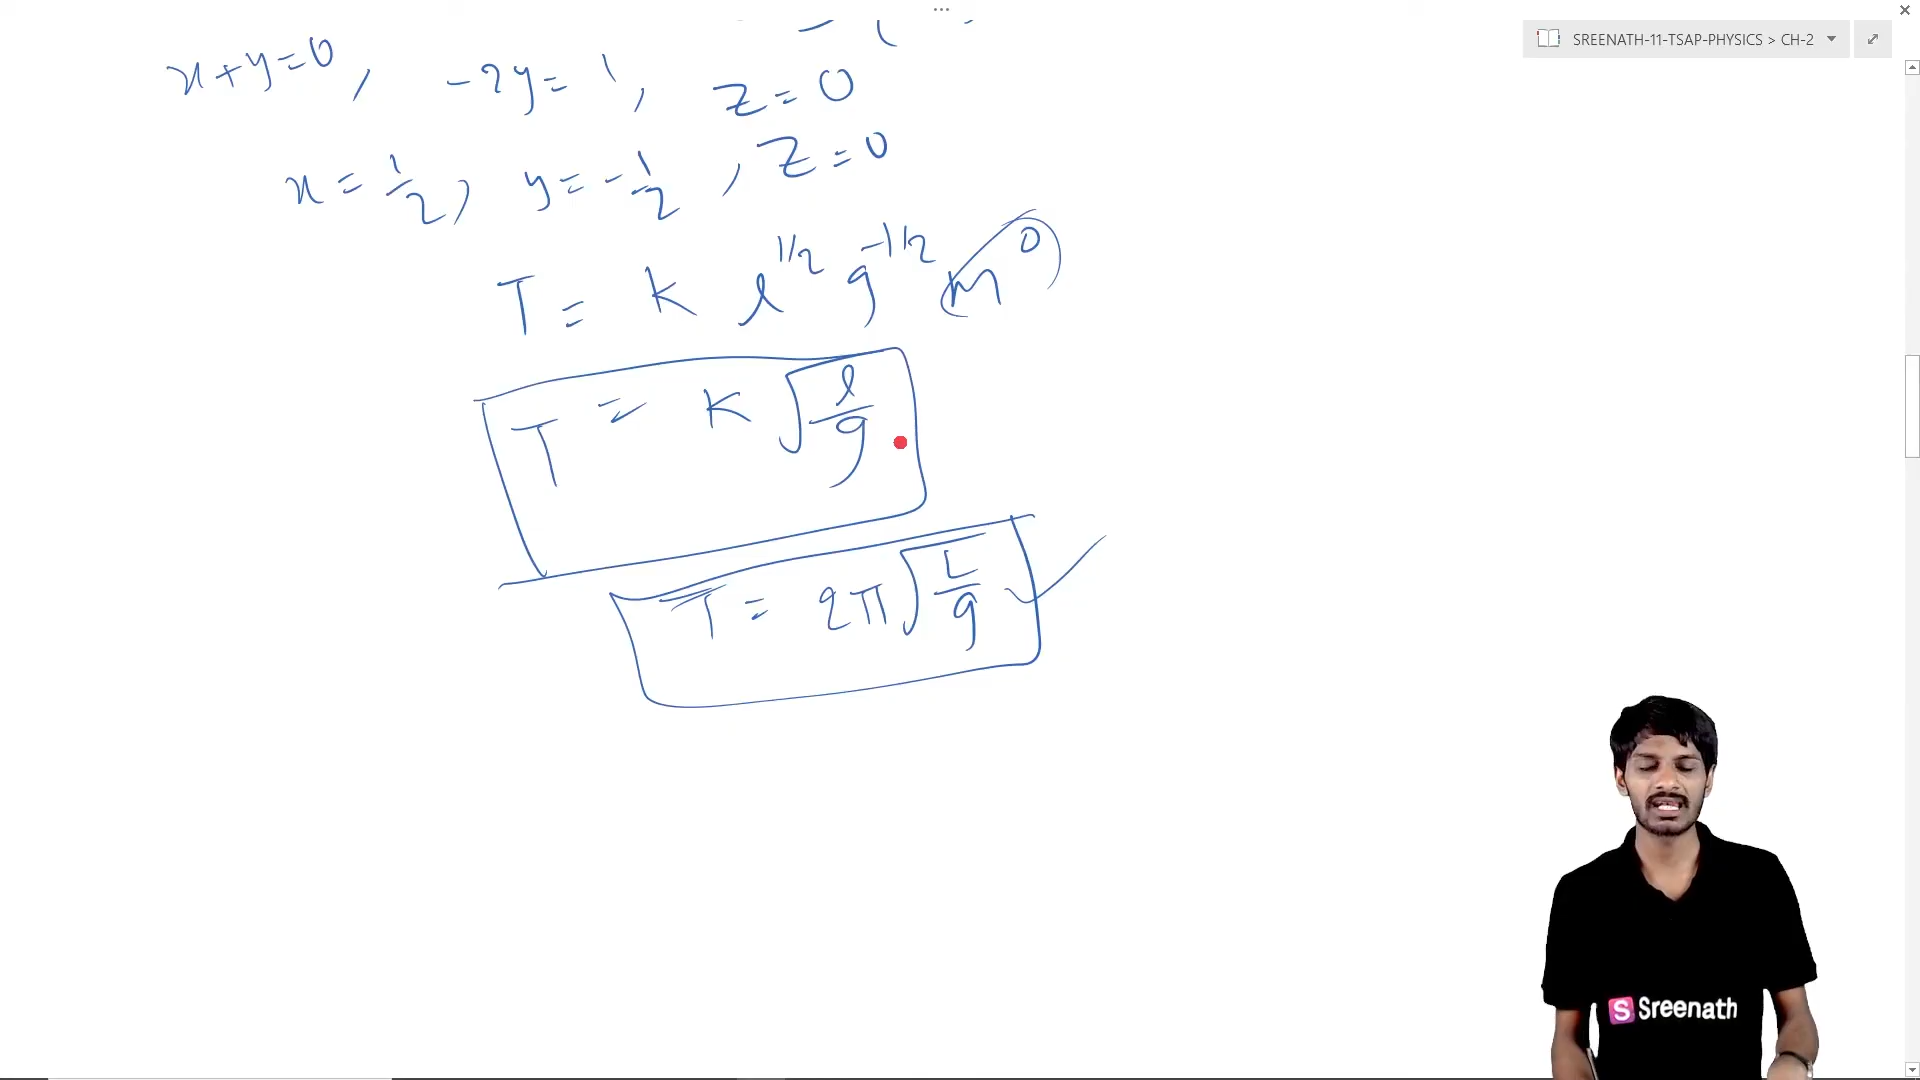 ...
SREENATH-11-TSAP-PHYSICS > CH-2
x+y=0, -2y=1, z=0
x=1/2, y=-1/2, z=0
T = k l^1/2 g^-1/2 m^0
T = k √(l/g)
T = 2π √(L/g)
S Sreenath